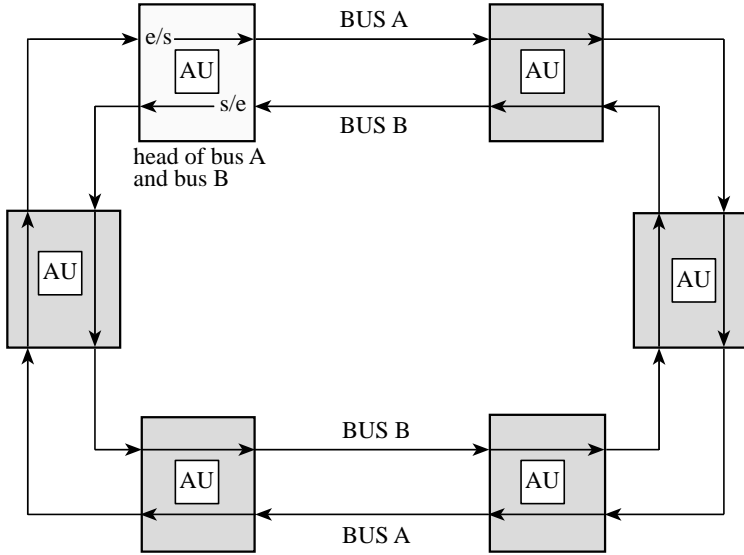 BUS A
e/s
AU
AU
s/e
BUS B
head of bus A
and bus B
AU
AU
BUS B
AU
AU
BUS A